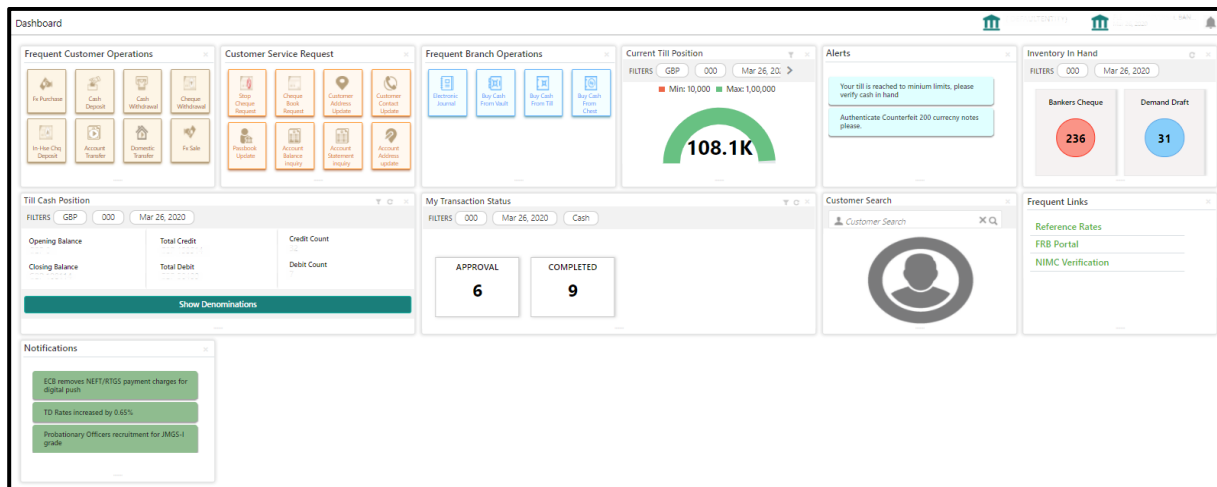 Dashboard
Frequent Customer Operations
Fx Purchase
Cash
Deposit
Cash
Withdrawal
Cheque
Withdrawal
In-Hse Chq
Deposit
Account
Transfer
Domestic
Transfer
Fx Sale
Customer Service Request
Stop
Cheque
Request
Cheque
Book
Request
Customer
Address
Update
Customer
Contact
Update
Passbook
Update
Account
Balance
Inquiry
Account
Statement
Inquiry
Account
Address
update
Frequent Branch Operations
Electronic
Journal
Buy Cash
From Vault
Buy Cash
From Till
Buy Cash
From
Chest
Current Till Position
FILTERS GBP 000 Mar 26, 202
Min: 10,000 Max: 1,00,000
108.1K
Alerts
Your till is reached to minium limits, please
verify cash in hand
Authenticate Counterfeit 200 currecny notes
please.
Inventory In Hand
FILTERS 000 Mar 26, 2020
Bankers Cheque Demand Draft
236 31
Till Cash Position
FILTERS GBP 000 Mar 26, 2020
Opening Balance Total Credit Credit Count
Closing Balance Total Debit Debit Count
Show Denominations
My Transaction Status
FILTERS 000 Mar 26, 2020 Cash
APPROVAL COMPLETED
6 9
Customer Search
Customer Search
Frequent Links
Reference Rates
FRB Portal
NIMC Verification
Notifications
ECB removes NEFT/RTGS payment charges for
digital push
TD Rates increased by 0.65%
Probationary Officers recruitment for JMGS-I
grade